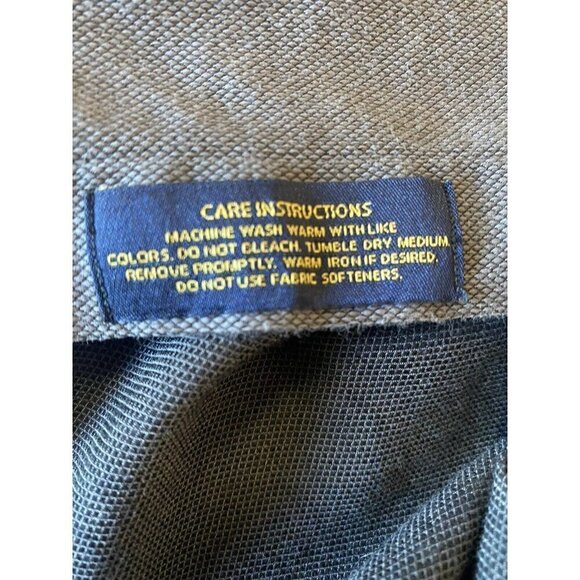 CARE INSTRUCTIONS
MACHINE WASH WARM WITH LIKE
COLORS. DO NOT BLEACH. TUMBLE DRY MEDIUM.
REMOVE PROMPTLY. WARM IRON IF DESIRED.
DO NOT USE FABRIC SOFTENERS.